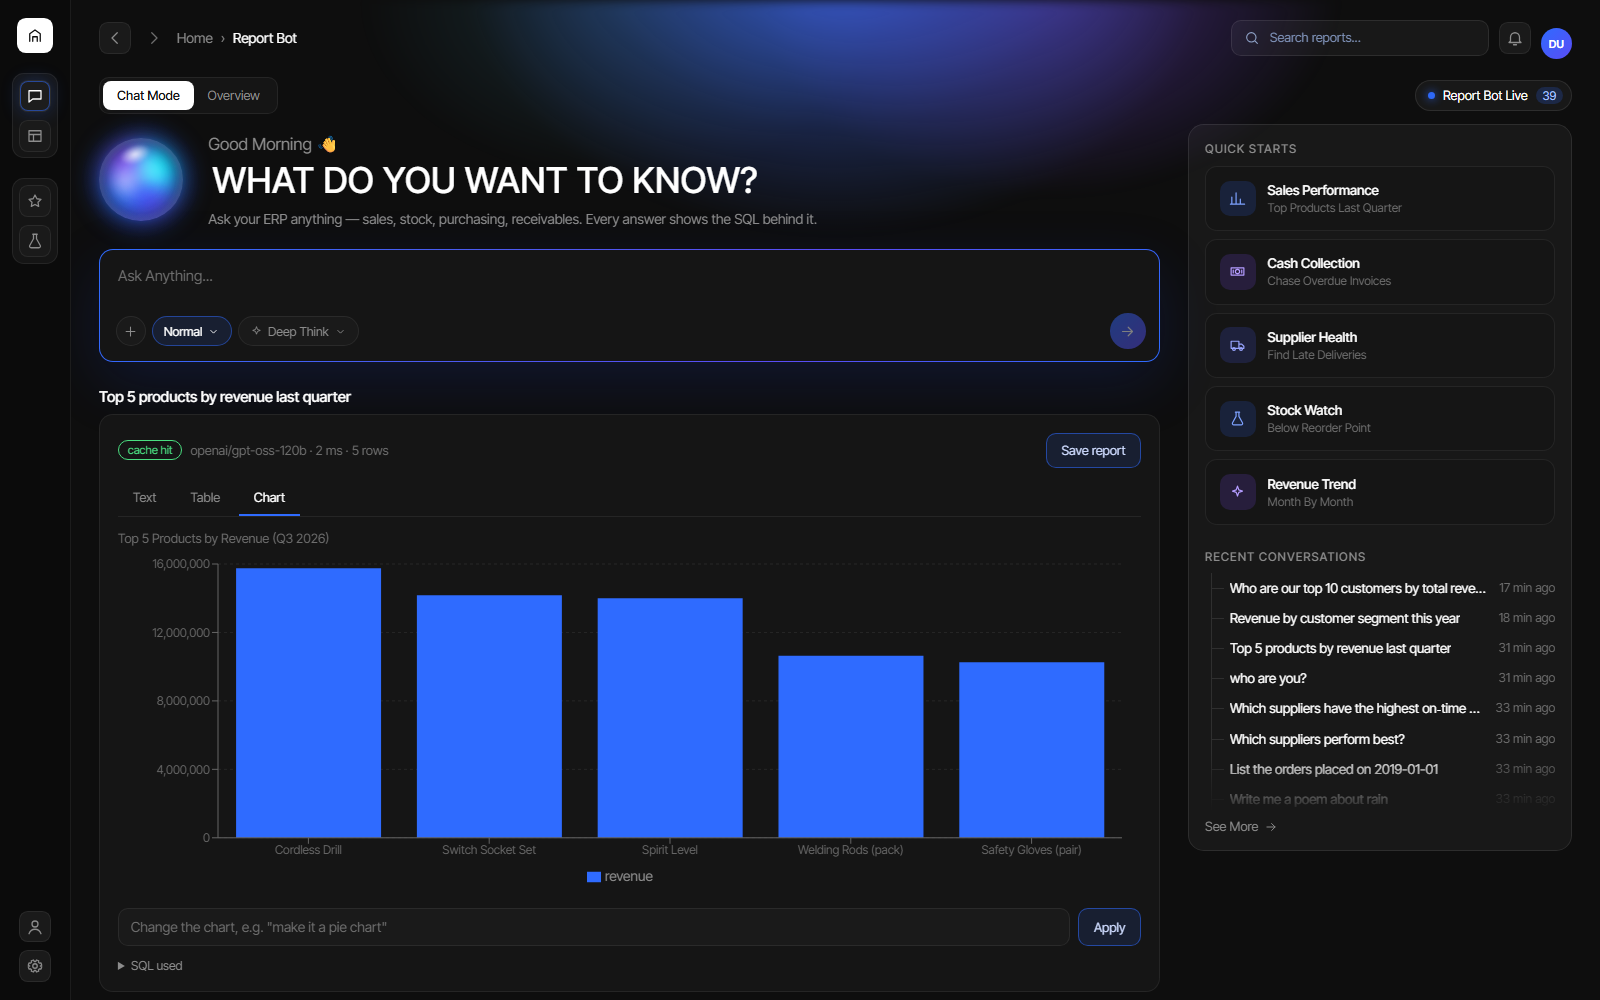 Home › Report Bot
Search reports...
DU
Chat Mode
Overview
Report Bot Live 39
Good Morning 👋
WHAT DO YOU WANT TO KNOW?
Ask your ERP anything — sales, stock, purchasing, receivables. Every answer shows the SQL behind it.
Ask Anything...
Normal
Deep Think
Top 5 products by revenue last quarter
cache hit
openai/gpt-oss-120b · 2 ms · 5 rows
Save report
Text
Table
Chart
Top 5 Products by Revenue (Q3 2026)
16,000,000
12,000,000
8,000,000
4,000,000
0
Cordless Drill
Switch Socket Set
Spirit Level
Welding Rods (pack)
Safety Gloves (pair)
revenue
Change the chart, e.g. "make it a pie chart"
Apply
SQL used
QUICK STARTS
Sales Performance
Top Products Last Quarter
Cash Collection
Chase Overdue Invoices
Supplier Health
Find Late Deliveries
Stock Watch
Below Reorder Point
Revenue Trend
Month By Month
RECENT CONVERSATIONS
Who are our top 10 customers by total reve... 17 min ago
Revenue by customer segment this year 18 min ago
Top 5 products by revenue last quarter 31 min ago
who are you? 31 min ago
Which suppliers have the highest on-time ... 33 min ago
Which suppliers perform best? 33 min ago
List the orders placed on 2019-01-01 33 min ago
Write me a poem about rain 33 min ago
See More →